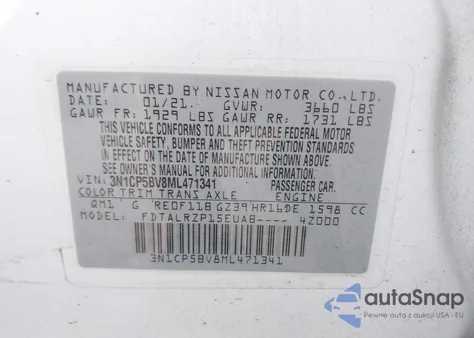 MANUFACTURED BY NISSAN MOTOR CO., LTD.
DATE: 01/21. GVWR: 3660 LBS
GAWR FR: 1929 LBS GAWR RR: 1731 LBS
THIS VEHICLE CONFORMS TO ALL APPLICABLE FEDERAL MOTOR
VEHICLE SAFETY, BUMPER AND THEFT PREVENTION STANDARDS
IN EFFECT ON THE DATE OF MANUFACTURE SHOWN ABOVE.
SEE OWNER'S MANUAL FOR ADDITIONAL INFORMATION.
VIN: 3N1CP5BV8ML471341 PASSENGER CAR.
COLOR TRIM TRANS AXLE ENGINE
QM1 G RE0F11B GZ39 HR16DE 1598 CC
MODEL: FDTALRZP15EUAB---- 4Z000
3N1CP5BV8ML471341
autoSnap
Pewne auta z aukcji USA i EU